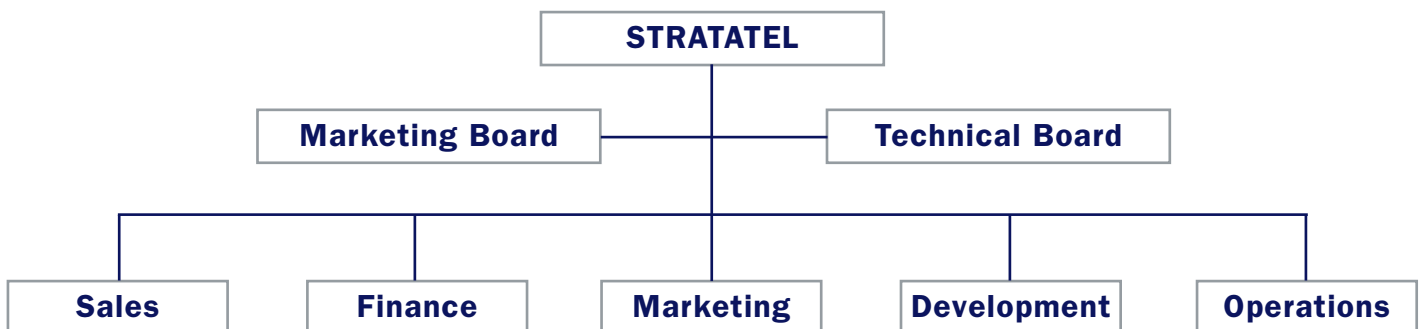 STRATATEL
Marketing Board
Technical Board
Sales
Finance
Marketing
Development
Operations